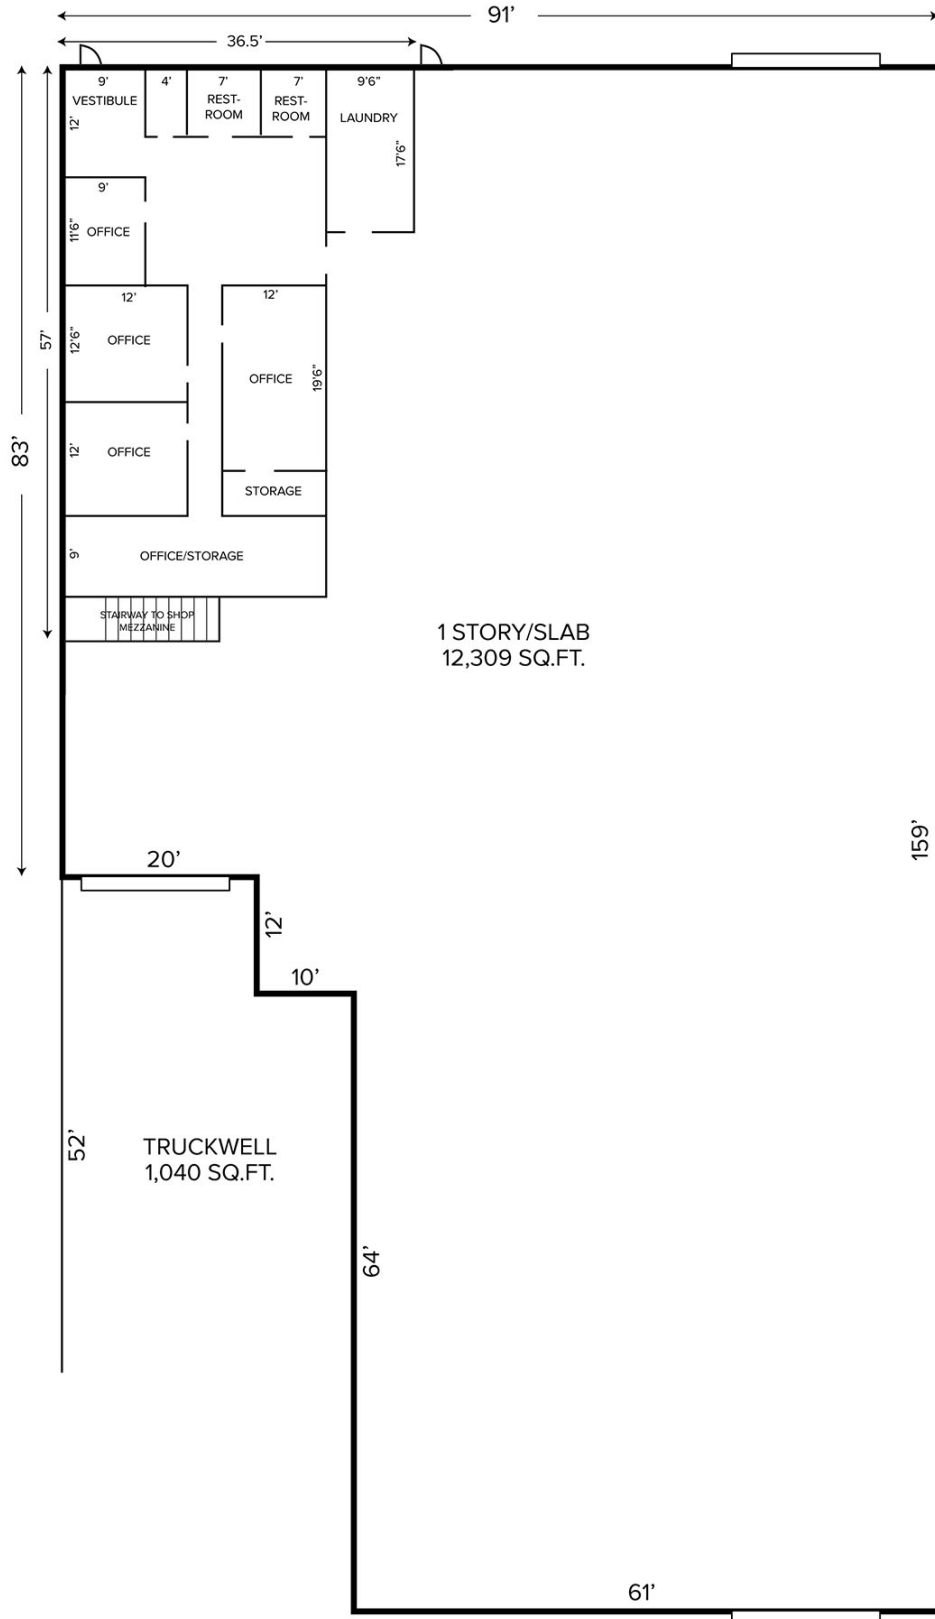 91'
36.5'
9'
4'
7'
7'
9'6"
VESTIBULE
REST-
ROOM
REST-
ROOM
LAUNDRY
12'
17'6"
9'
11'6"
OFFICE
12'
12'
57'
12'6"
OFFICE
OFFICE
19'6"
83'
12'
OFFICE
STORAGE
9'
OFFICE/STORAGE
STAIRWAY TO SHOP
MEZZANINE
1 STORY/SLAB
12,309 SQ.FT.
159'
20'
12'
10'
52'
TRUCKWELL
1,040 SQ.FT.
64'
61'